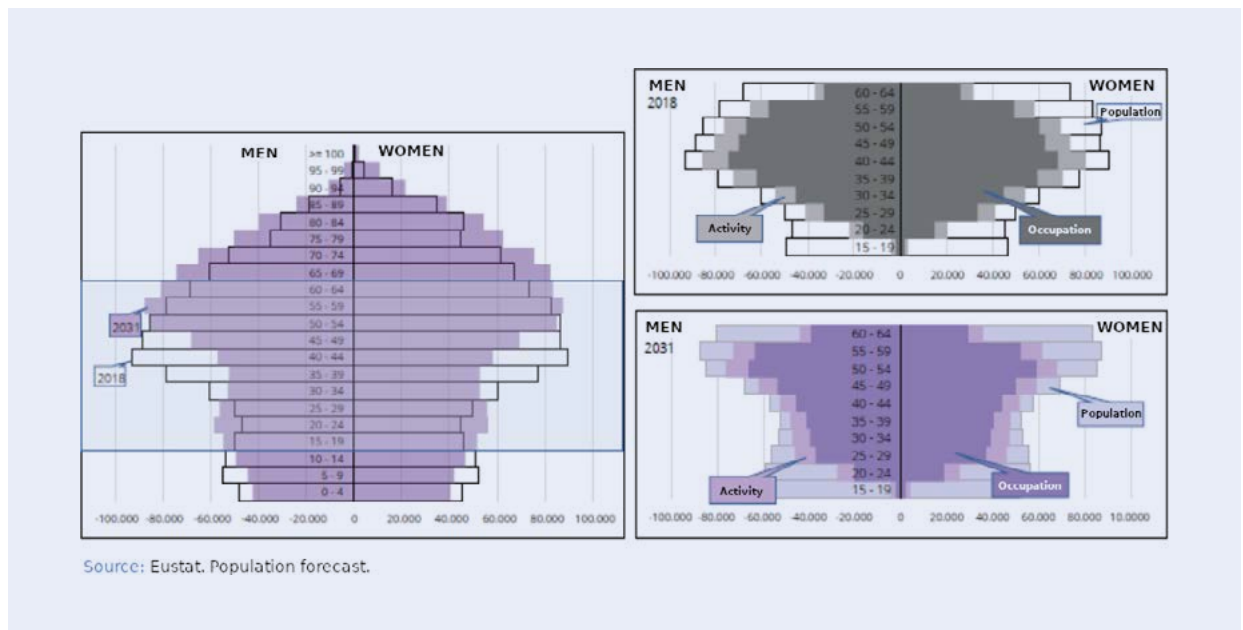 MEN WOMEN
>= 100
95 - 99
90 - 94
85 - 89
80 - 84
75 - 79
70 - 74
65 - 69
60 - 64
55 - 59
2031
50 - 54
45 - 49
40 - 44
2018
35 - 39
30 - 34
25 - 29
20 - 24
15 - 19
10 - 14
5 - 9
0 - 4
-100.000 -80.000 -60.000 -40.000 -20.000 0 20.000 40.000 60.000 80.000 100.000
MEN WOMEN
2018
60 - 64
55 - 59
Population
50 - 54
45 - 49
40 - 44
35 - 39
30 - 34
25 - 29
Activity Occupation
20 - 24
15 - 19
-100.000 -80.000 -60.000 -40.000 -20.000 0 20.000 40.000 60.000 80.000 100.000
MEN WOMEN
2031
60 - 64
55 - 59
50 - 54
45 - 49
40 - 44
Population
35 - 39
30 - 34
25 - 29
20 - 24
Activity Occupation
15 - 19
-100.000 -80.000 -60.000 -40.000 -20.000 0 20.000 40.000 60.000 80.000 10.0000
Source: Eustat. Population forecast.